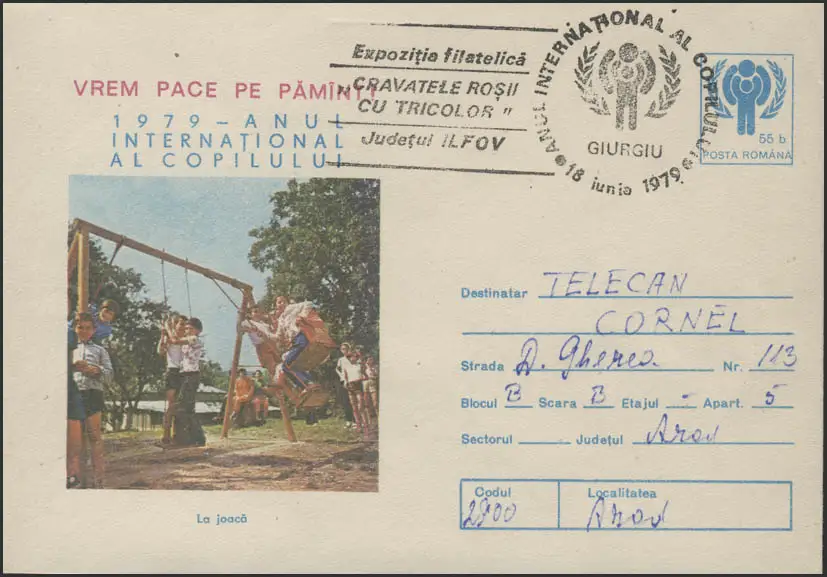 Expoziția filatelică
„CRAVATELE ROȘII
CU TRICOLOR”
Județul ILFOV
ANUL INTERNAȚIONAL AL COPILULUI
GIURGIU
18 iunie 1979
55 b
POSTA ROMÂNĂ
VREM PACE PE PĂMÎNT!
1979-ANUL
INTERNAȚIONAL
AL COPILULUI
La joacă
Destinatar TELECAN
CORNEL
Strada D. Gherea Nr. 113
Blocul B Scara B Etajul - Apart. 5
Sectorul Județul Arad
Codul Localitatea
2900 Arad